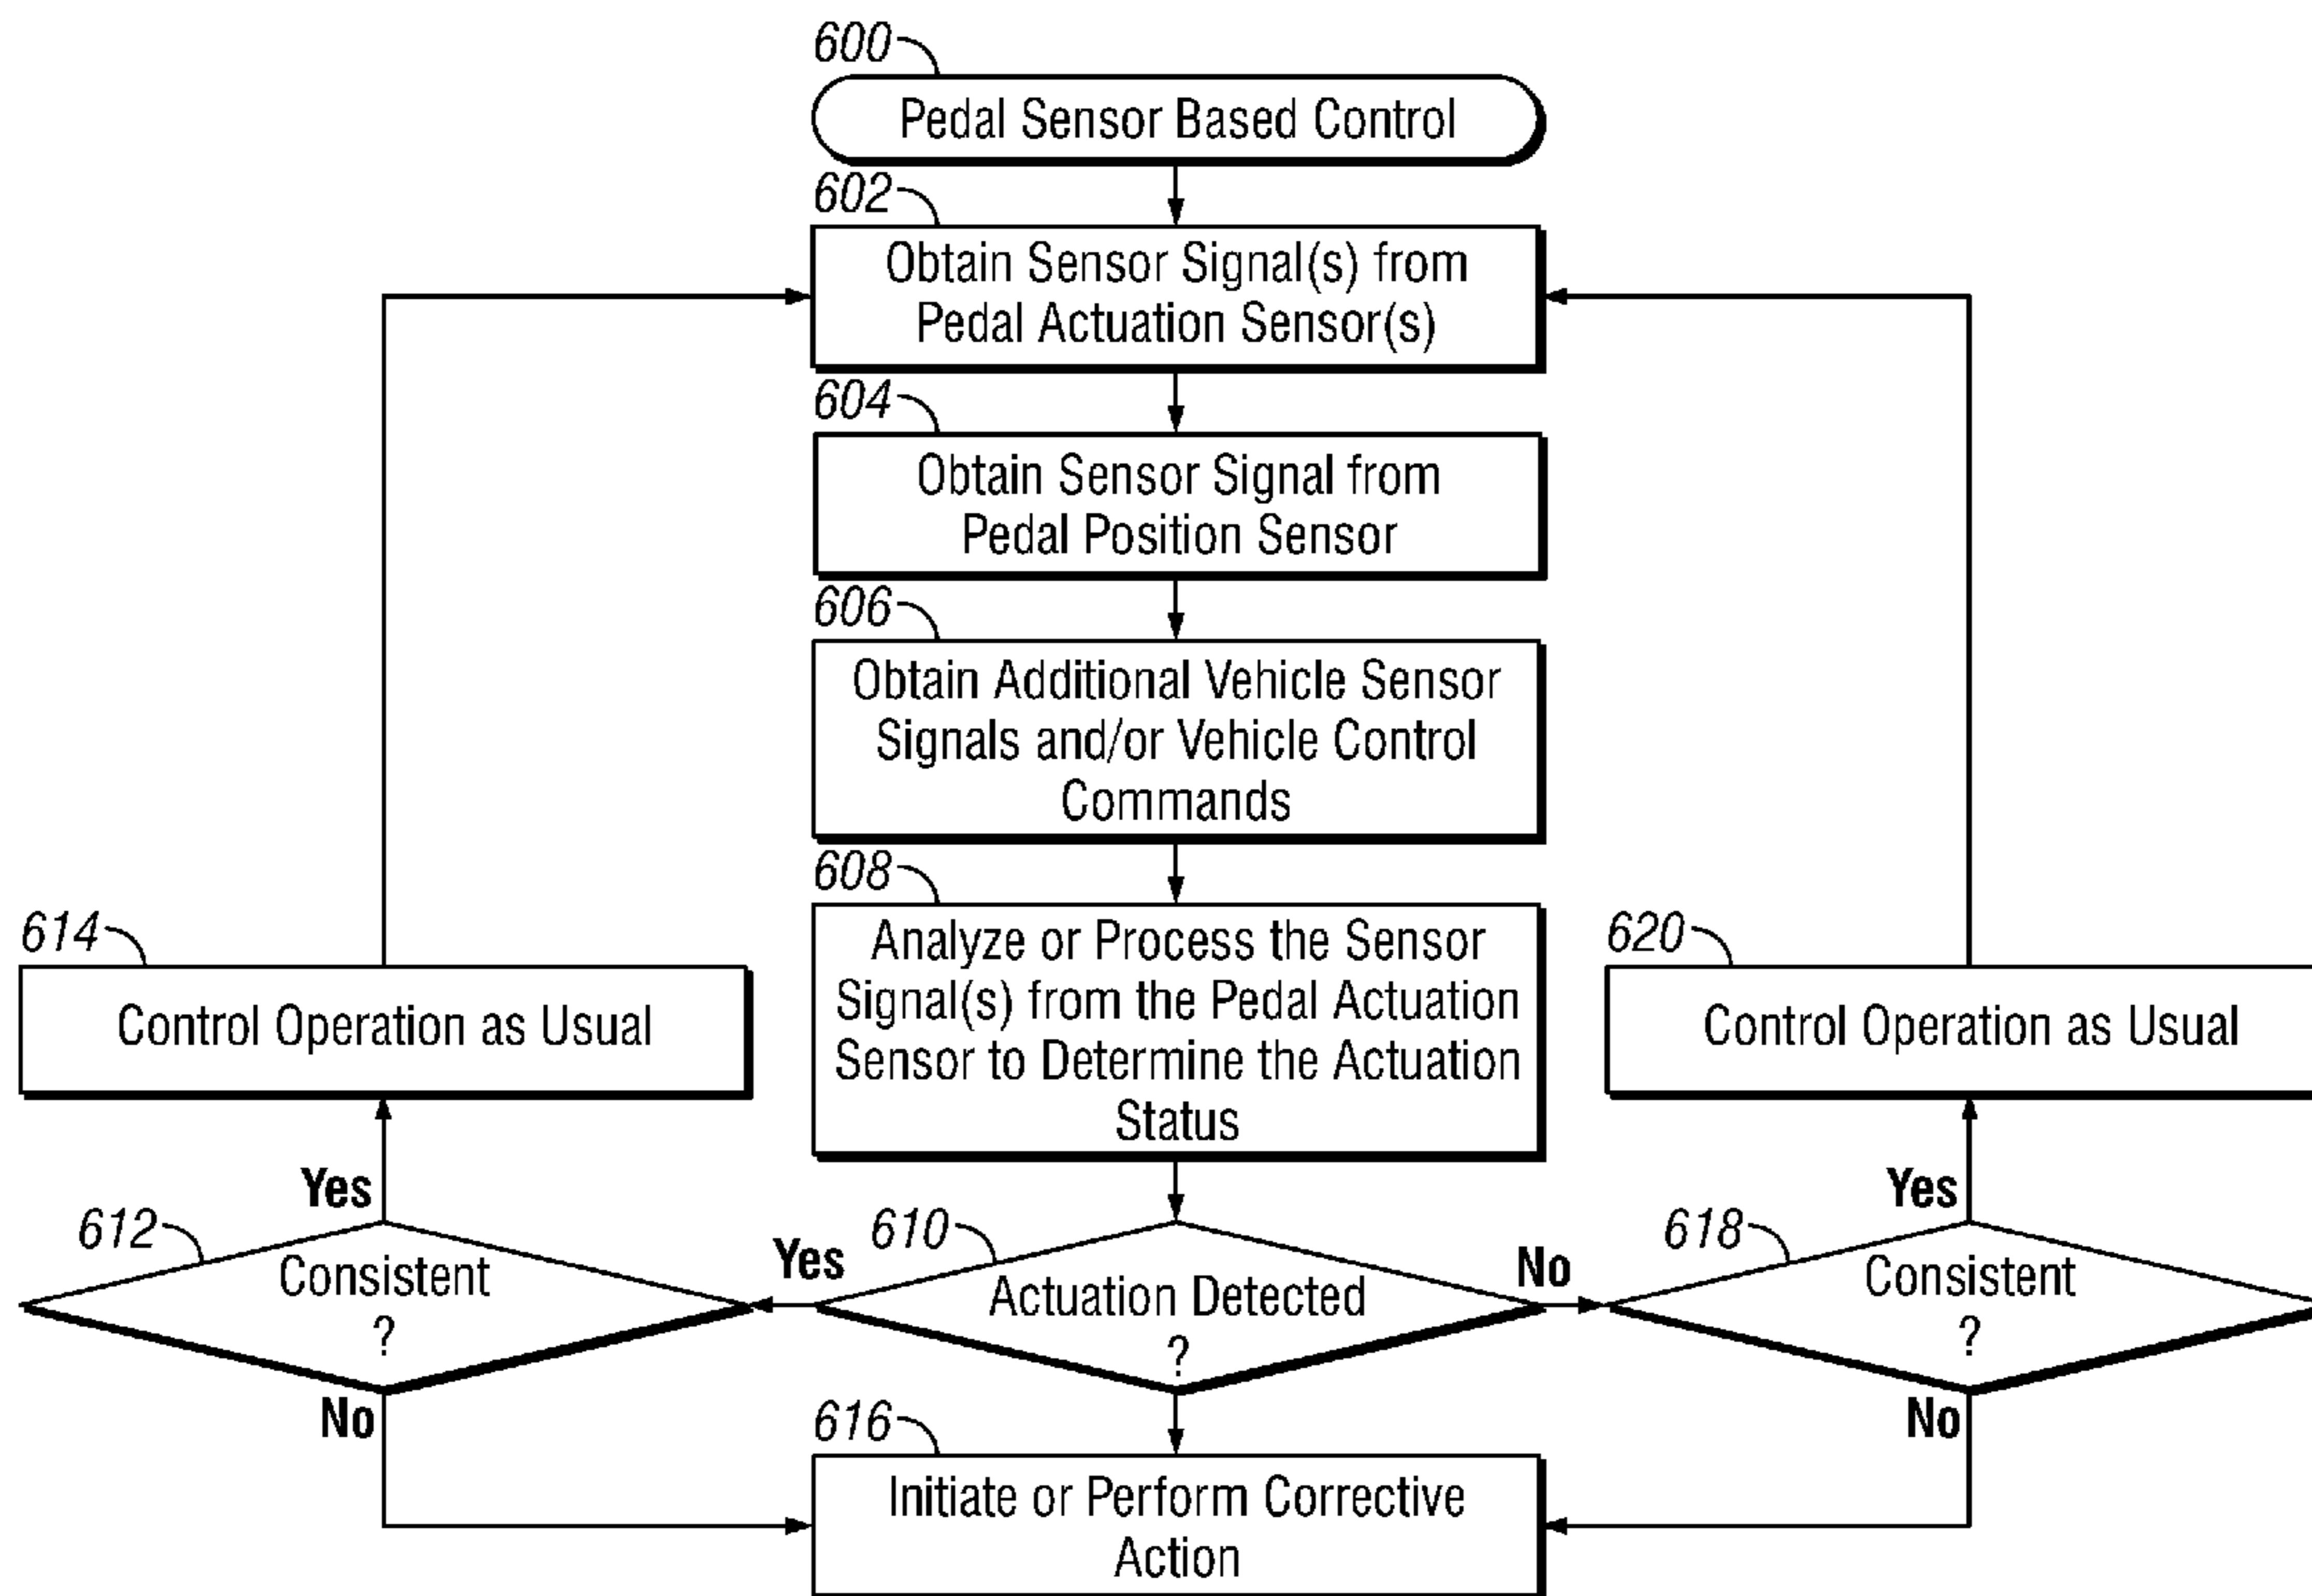 600
Pedal Sensor Based Control
602
Obtain Sensor Signal(s) from
Pedal Actuation Sensor(s)
604
Obtain Sensor Signal from
Pedal Position Sensor
606
Obtain Additional Vehicle Sensor
Signals and/or Vehicle Control
Commands
608
Analyze or Process the Sensor
Signal(s) from the Pedal Actuation
Sensor to Determine the Actuation
Status
614
Control Operation as Usual
620
Control Operation as Usual
Yes
612
Consistent
?
No
Yes
610
Actuation Detected
?
No
Yes
618
Consistent
?
No
616
Initiate or Perform Corrective
Action